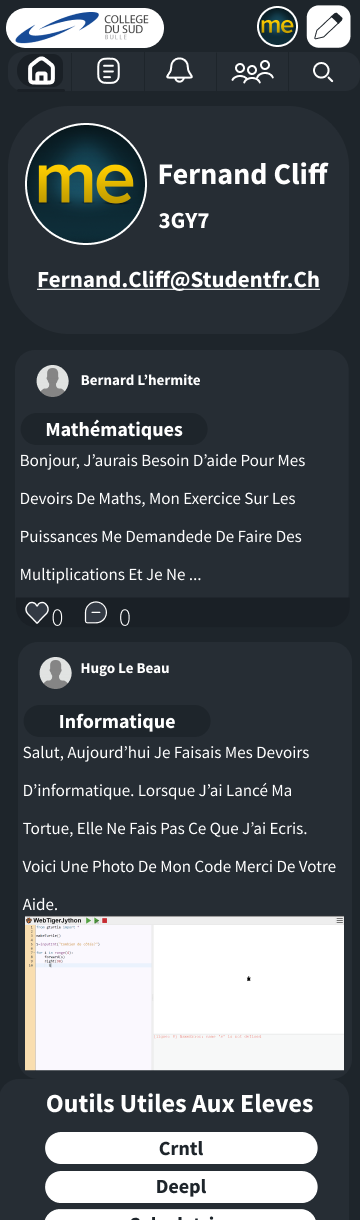 COLLEGE
DU SUD
BULLE
me
me
Fernand Cliff
3GY7
Fernand.Cliff@Studentfr.Ch
Bernard L’hermite
Mathématiques
Bonjour, J’aurais Besoin D’aide Pour Mes
Devoirs De Maths, Mon Exercice Sur Les
Puissances Me Demandede De Faire Des
Multiplications Et Je Ne ...
0 0
Hugo Le Beau
Informatique
Salut, Aujourd’hui Je Faisais Mes Devoirs
D’informatique. Lorsque J’ai Lancé Ma
Tortue, Elle Ne Fais Pas Ce Que J’ai Ecris.
Voici Une Photo De Mon Code Merci De Votre
Aide.
WebTigerJython
from gturtle import *
makeTurtle()
Outils Utiles Aux Eleves
Crntl
Deepl